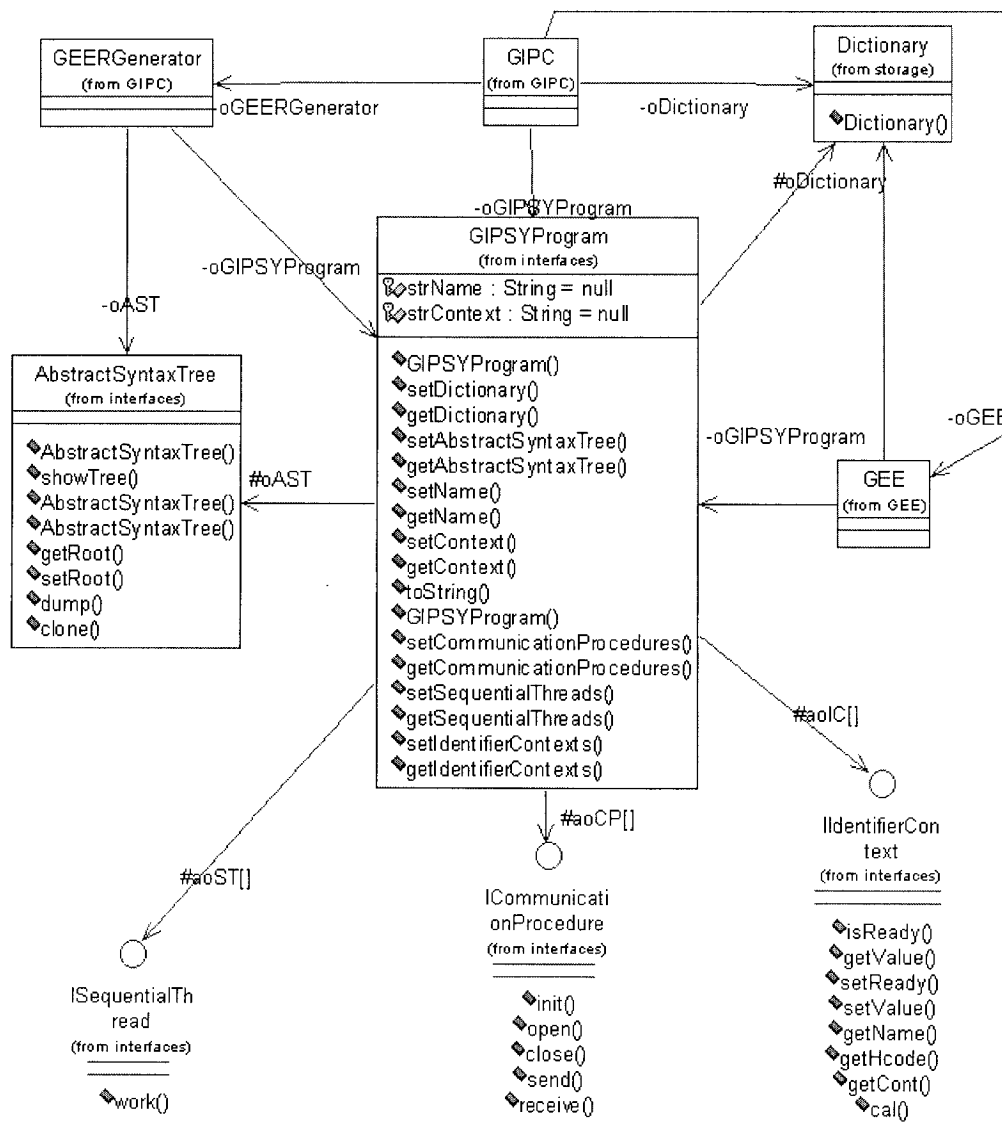 GEERGenerator
(from GIPC)
GIPC
(from GIPC)
Dictionary
(from storage)
Dictionary()
-oGEERGenerator
-oDictionary
#oDictionary
-oGIPSYProgram
-oGIPSYProgram
-oAST
GIPSYProgram
(from interfaces)
strName : String = null
strContext : String = null
GIPSYProgram()
setDictionary()
getDictionary()
setAbstractSyntaxTree()
getAbstractSyntaxTree()
setName()
getName()
setContext()
getContext()
toString()
GIPSYProgram()
setCommunicationProcedures()
getCommunicationProcedures()
setSequentialThreads()
getSequentialThreads()
setIdentifierContexts()
getIdentifierContexts()
AbstractSyntaxTree
(from interfaces)
AbstractSyntaxTree()
showTree()
AbstractSyntaxTree()
AbstractSyntaxTree()
getRoot()
setRoot()
dump()
clone()
#oAST
-oGIPSYProgram
-oGEE
GEE
(from GEE)
#aoIC[]
#aoCP[]
#aoST[]
ISequentialTh
read
(from interfaces)
work()
ICommunicati
onProcedure
(from interfaces)
init()
open()
close()
send()
receive()
IIdentifierCon
text
(from interfaces)
isReady()
getValue()
setReady()
setValue()
getName()
getHcode()
getCont()
cal()